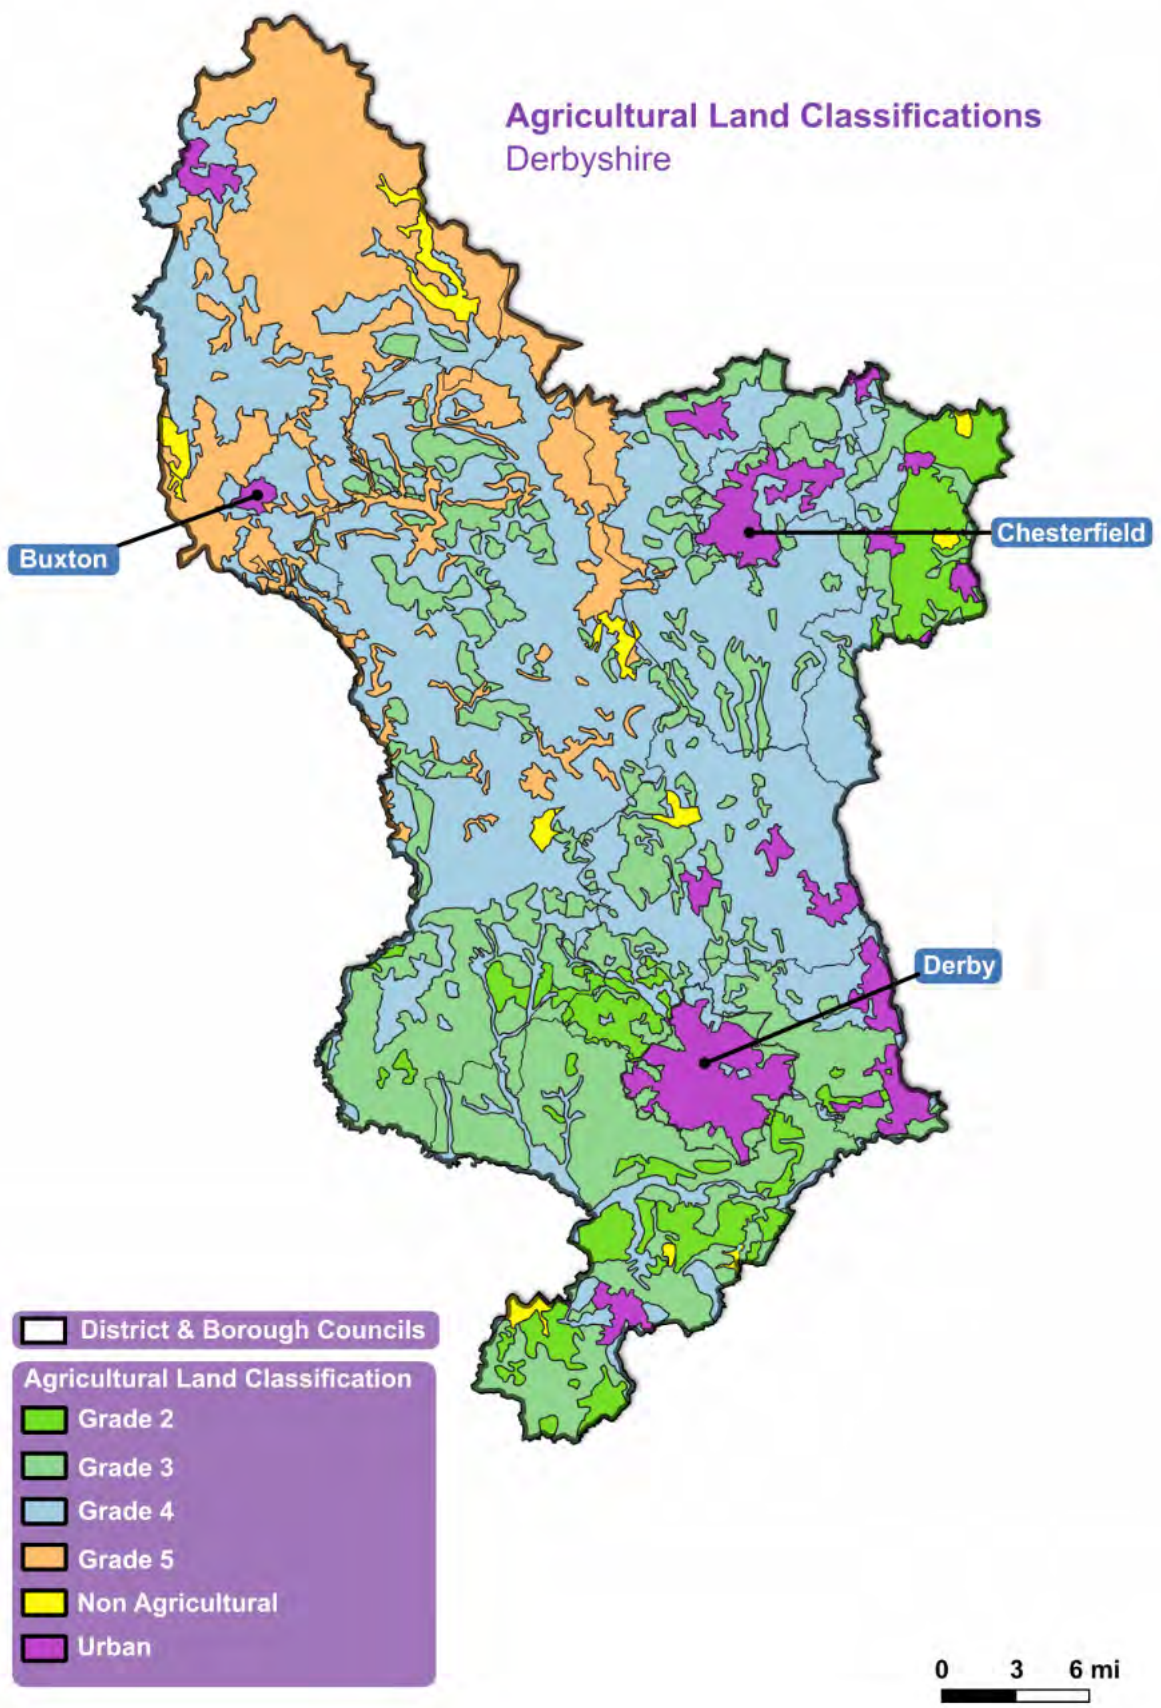 Agricultural Land Classifications
Derbyshire
Buxton
Chesterfield
Derby
District & Borough Councils
Agricultural Land Classification
Grade 2
Grade 3
Grade 4
Grade 5
Non Agricultural
Urban
0 3 6 mi